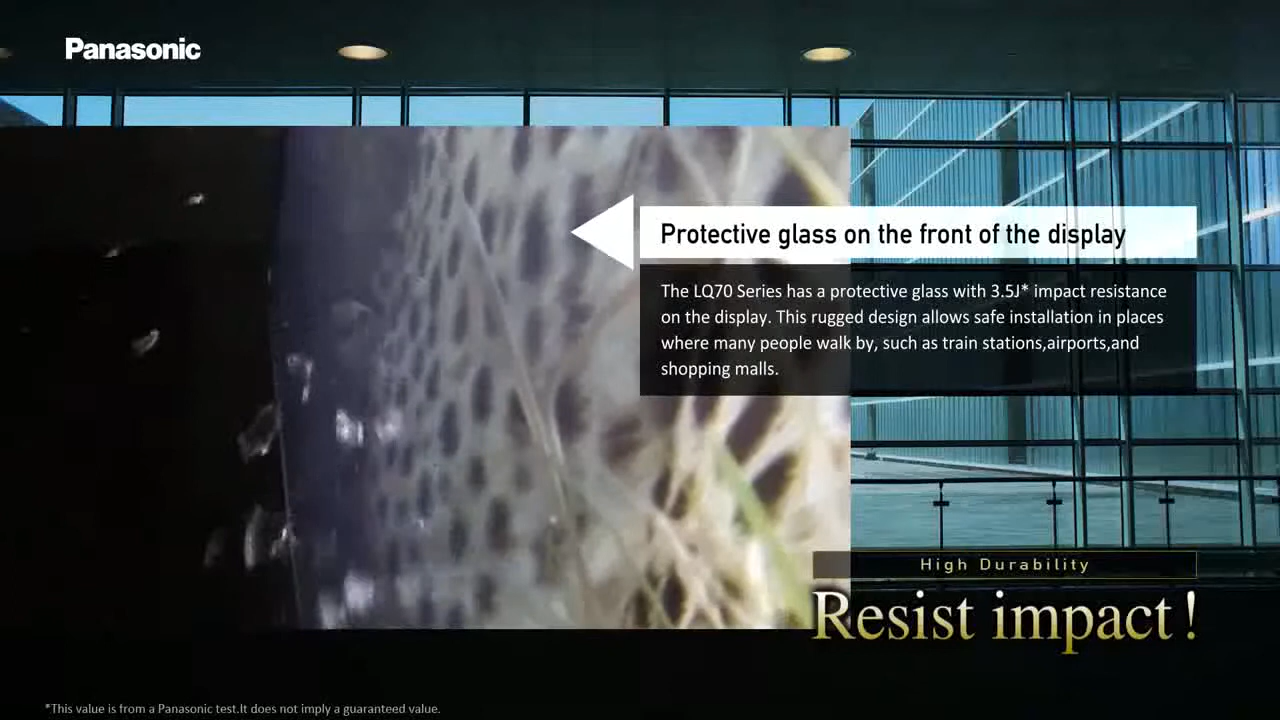 Panasonic
Protective glass on the front of the display
The LQ70 Series has a protective glass with 3.5J* impact resistance
on the display. This rugged design allows safe installation in places
where many people walk by, such as train stations,airports,and
shopping malls.
High Durability
Resist impact!
*This value is from a Panasonic test.It does not imply a guaranteed value.